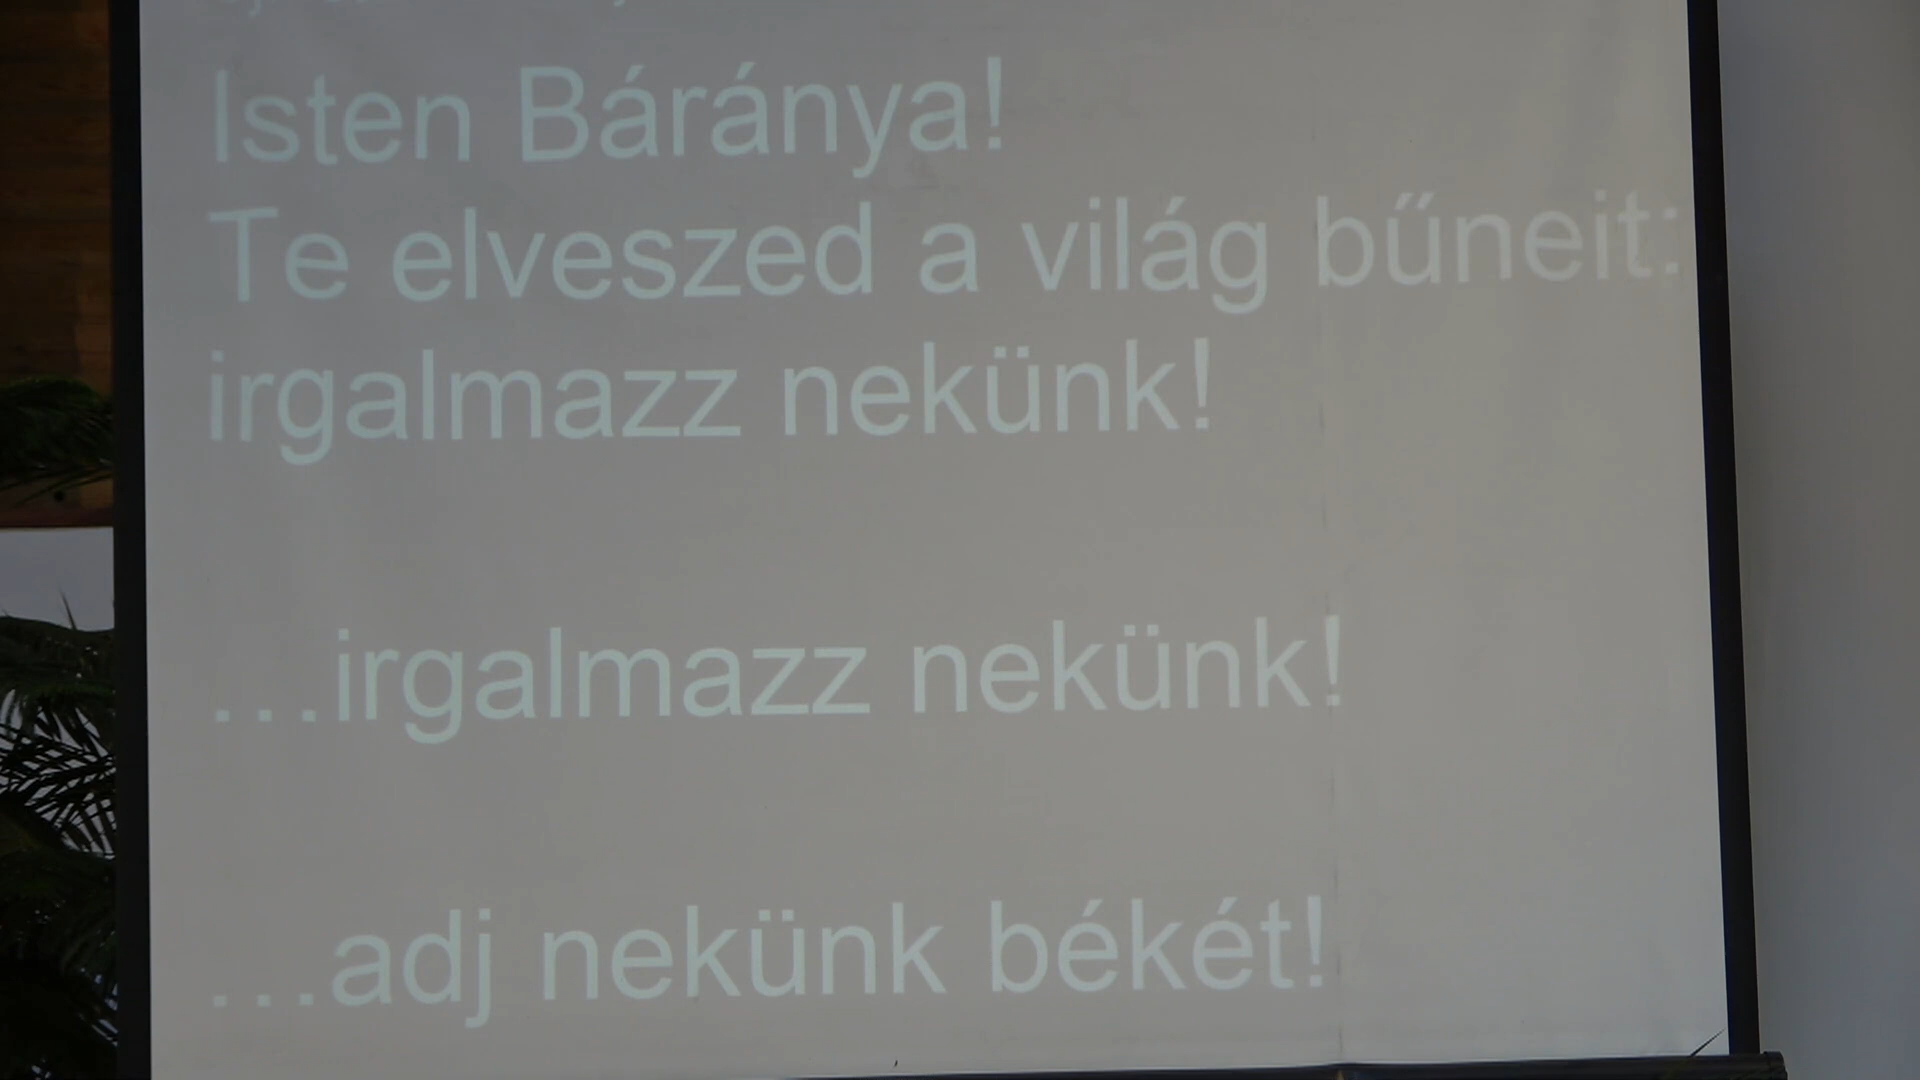 Isten Báránya!
Te elveszed a világ bűneit:
irgalmazz nekünk!
...irgalmazz nekünk!
...adj nekünk békét!